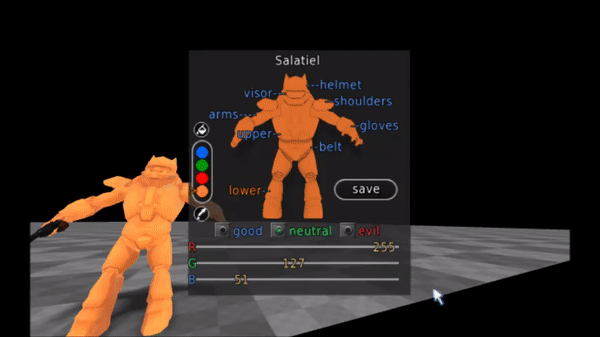 Salatiel
visor
helmet
shoulders
arms
gloves
upper
belt
lower
save
good neutral evil
R 255
G 127
B 51